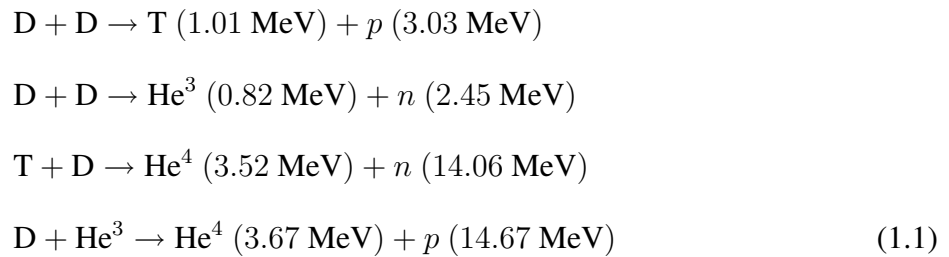 D + D → T (1.01 MeV) + p (3.03 MeV)
D + D → He³ (0.82 MeV) + n (2.45 MeV)
T + D → He⁴ (3.52 MeV) + n (14.06 MeV)
D + He³ → He⁴ (3.67 MeV) + p (14.67 MeV) (1.1)